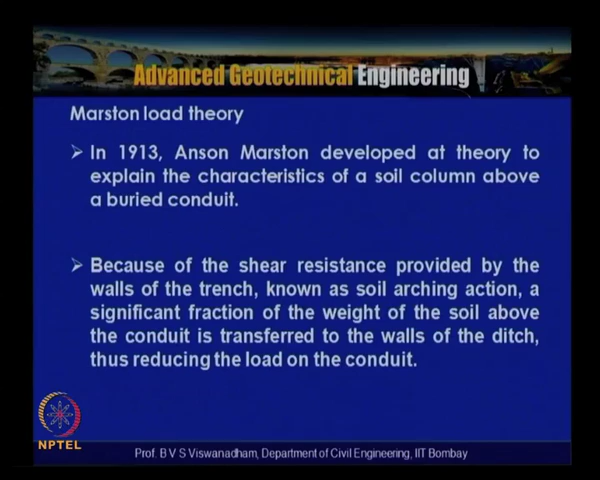 Advanced Geotechnical Engineering
Marston load theory
➤ In 1913, Anson Marston developed at theory to
explain the characteristics of a soil column above
a buried conduit.
➤ Because of the shear resistance provided by the
walls of the trench, known as soil arching action, a
significant fraction of the weight of the soil above
the conduit is transferred to the walls of the ditch,
thus reducing the load on the conduit.
NPTEL
Prof. B V S Viswanadham, Department of Civil Engineering, IIT Bombay